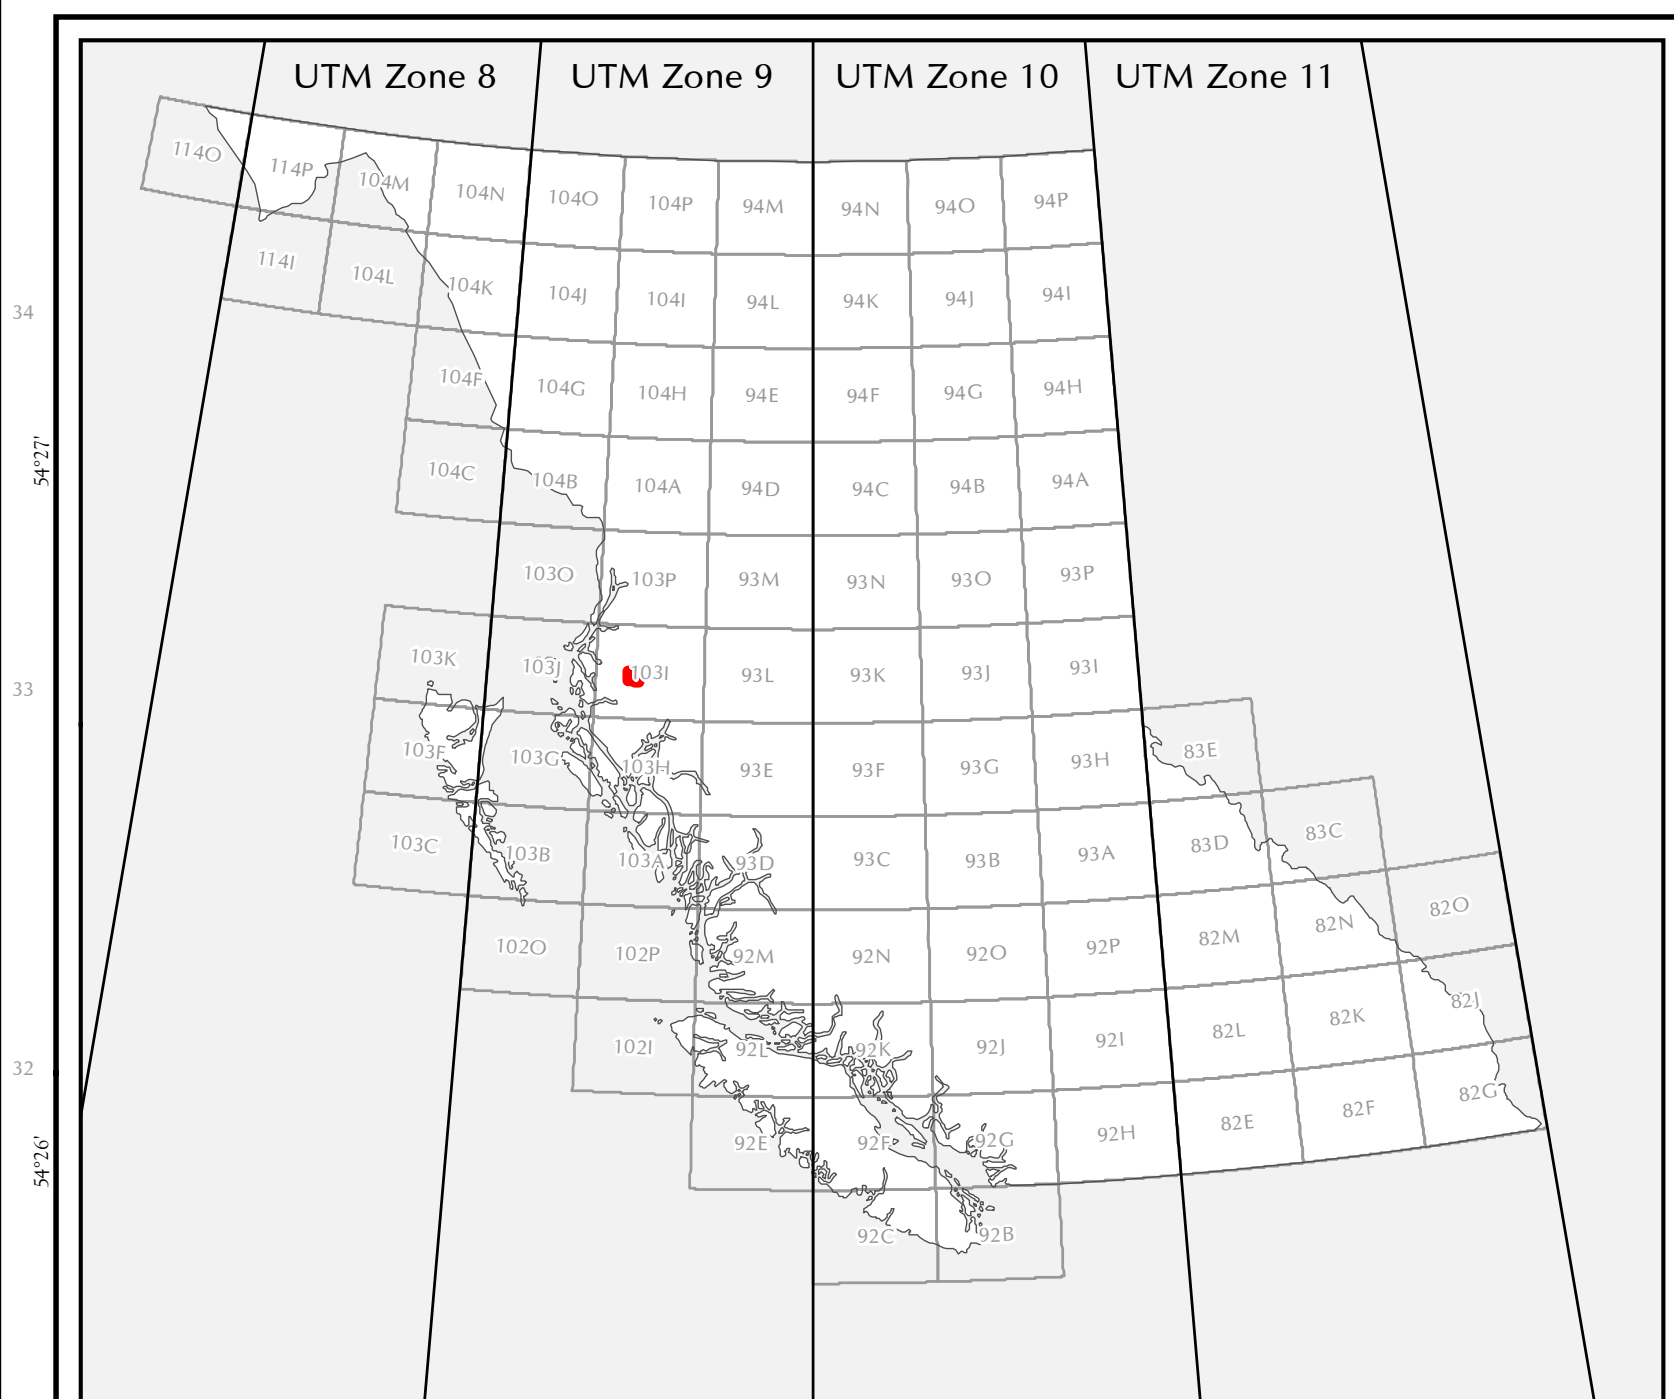 UTM Zone 8 UTM Zone 9 UTM Zone 10 UTM Zone 11
114O 114P 104M 104N 104O 104P 94M 94N 94O 94P
114I 104L 104K 104J 104I 94L 94K 94J 94I
34
104F 104G 104H 94E 94F 94G 94H
54°27'
104C 104B 104A 94D 94C 94B 94A
103O 103P 93M 93N 93O 93P
103K 103J 103I 93L 93K 93J 93I
33
103F 103G 103H 93E 93F 93G 93H 83E
103C 103B 103A 93D 93C 93B 93A 83D 83C
102O 102P 92M 92N 92O 92P 82M 82N 82O
102I 92L 92K 92J 92I 82L 82K 82J
32
92E 92F 92G 92H 82E 82F 82G
54°26'
92C 92B